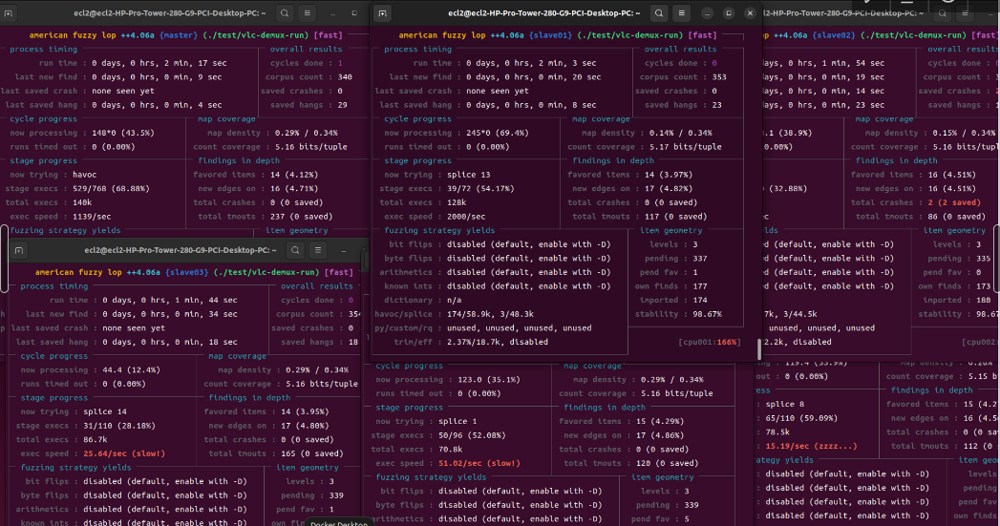 ecl2@ecl2-HP-Pro-Tower-280-G9-PCI-Desktop-PC: ~
american fuzzy lop ++4.06a {master} (./test/vlc-demux-run) [fast]
process timing
overall results
run time : 0 days, 0 hrs, 2 min, 17 sec
cycles done : 1
last new find : 0 days, 0 hrs, 0 min, 9 sec
corpus count : 340
last saved crash : none seen yet
saved crashes : 0
last saved hang : 0 days, 0 hrs, 0 min, 4 sec
saved hangs : 29
cycle progress
map coverage
now processing : 148*0 (43.5%)
map density : 0.29% / 0.34%
runs timed out : 0 (0.00%)
count coverage : 5.16 bits/tuple
stage progress
findings in depth
now trying : havoc
favored items : 14 (4.12%)
stage execs : 529/768 (68.88%)
new edges on : 16 (4.71%)
total execs : 140k
total crashes : 0 (0 saved)
exec speed : 1139/sec
total tmouts : 237 (0 saved)
fuzzing strategy yields
item geometry
ecl2@ecl2-HP-Pro-Tower-280-G9-PCI-Desktop-PC: ~
american fuzzy lop ++4.06a {slave01} (./test/vlc-demux-run) [fast]
process timing
overall results
run time : 0 days, 0 hrs, 2 min, 3 sec
cycles done : 0
last new find : 0 days, 0 hrs, 0 min, 20 sec
corpus count : 353
last saved crash : none seen yet
saved crashes : 0
last saved hang : 0 days, 0 hrs, 0 min, 8 sec
saved hangs : 23
cycle progress
map coverage
now processing : 245*0 (69.4%)
map density : 0.14% / 0.34%
runs timed out : 0 (0.00%)
count coverage : 5.17 bits/tuple
stage progress
findings in depth
now trying : splice 13
favored items : 14 (3.97%)
stage execs : 39/72 (54.17%)
new edges on : 17 (4.82%)
total execs : 128k
total crashes : 0 (0 saved)
exec speed : 2000/sec
total tmouts : 117 (0 saved)
fuzzing strategy yields
item geometry
bit flips : disabled (default, enable with -D)
levels : 3
byte flips : disabled (default, enable with -D)
pending : 337
arithmetics : disabled (default, enable with -D)
pend fav : 1
known ints : disabled (default, enable with -D)
own finds : 177
dictionary : n/a
imported : 174
havoc/splice : 174/58.9k, 3/48.3k
stability : 98.67%
py/custom/rq : unused, unused, unused, unused
trim/eff : 2.37%/18.7k, disabled
[cpu001:166%]
ecl2-HP-Pro-Tower-280-G9-PCI-Desktop-PC: ~
++4.06a {slave02} (./test/vlc-demux-run) [fast]
overall results
0 days, 0 hrs, 1 min, 54 sec
cycles done :
0 days, 0 hrs, 0 min, 19 sec
corpus count : 35
0 days, 0 hrs, 0 min, 14 sec
saved crashes : 2
0 days, 0 hrs, 0 min, 23 sec
saved hangs : 1
map coverage
.1 (38.9%)
map density : 0.15% / 0.34%
0.00%)
count coverage : 5.16 bits/tuple
findings in depth
favored items : 16 (4.51%)
(32.88%)
new edges on : 16 (4.51%)
total crashes : 2 (2 saved)
total tmouts : 86 (0 saved)
item geometry
ed (default, enable with -D)
levels : 3
ed (default, enable with -D)
pending : 335
ed (default, enable with -D)
pend fav : 0
ed (default, enable with -D)
own finds : 173
imported : 180
7k, 3/44.5k
stability : 98.67%
unused, unused, unused
2.2k, disabled
[cpu002:
ecl2@ecl2-HP-Pro-Tower-280-G9-PCI-Desktop-PC: ~
american fuzzy lop ++4.06a {slave03} (./test/vlc-demux-run) [fast]
process timing
overall results
run time : 0 days, 0 hrs, 1 min, 44 sec
cycles done : 0
last new find : 0 days, 0 hrs, 0 min, 34 sec
corpus count : 354
last saved crash : none seen yet
saved crashes : 0
last saved hang : 0 days, 0 hrs, 0 min, 18 sec
saved hangs : 18
cycle progress
map coverage
now processing : 44.4 (12.4%)
map density : 0.29% / 0.34%
runs timed out : 0 (0.00%)
count coverage : 5.16 bits/tuple
stage progress
findings in depth
now trying : splice 14
favored items : 14 (3.95%)
stage execs : 31/110 (28.18%)
new edges on : 17 (4.80%)
total execs : 86.7k
total crashes : 0 (0 saved)
exec speed : 25.64/sec (slow!)
total tmouts : 165 (0 saved)
fuzzing strategy yields
item geometry
bit flips : disabled (default, enable with -D)
levels : 3
byte flips : disabled (default, enable with -D)
pending : 339
arithmetics : disabled (default, enable with -D)
pend fav : 1
known ints : disabled (default, enable with -D)
own fin
Docker Desktop
cycle progress
map coverage
now processing : 123.0 (35.1%)
map density : 0.29% / 0.34%
runs timed out : 0 (0.00%)
count coverage : 5.16 bits/tuple
stage progress
findings in depth
now trying : splice 1
favored items : 15 (4.29%)
stage execs : 50/96 (52.08%)
new edges on : 17 (4.86%)
total execs : 70.8k
total crashes : 0 (0 saved)
exec speed : 51.02/sec (slow!)
total tmouts : 120 (0 saved)
fuzzing strategy yields
item geometry
bit flips : disabled (default, enable with -D)
levels : 3
byte flips : disabled (default, enable with -D)
pending : 339
arithmetics : disabled (default, enable with -D)
pend fav : 5
known ints : disabled (default, enable with -D)
own finds
: 119.4 (33.9%)
map density : 0.26% /
out : 0 (0.00%)
count coverage : 5.15 b
findings in depth
splice 8
favored items : 15 (4.2
65/110 (59.09%)
new edges on : 16 (4.5
78.5k
total crashes : 0 (0 s
15.19/sec (zzzz...)
total tmouts : 112 (0
rategy yields
item geo
: disabled (default, enable with -D)
levels
: disabled (default, enable with -D)
pending
: disabled (default, enable with -D)
pend fav
: disabled (default, enable with -D)
own finds